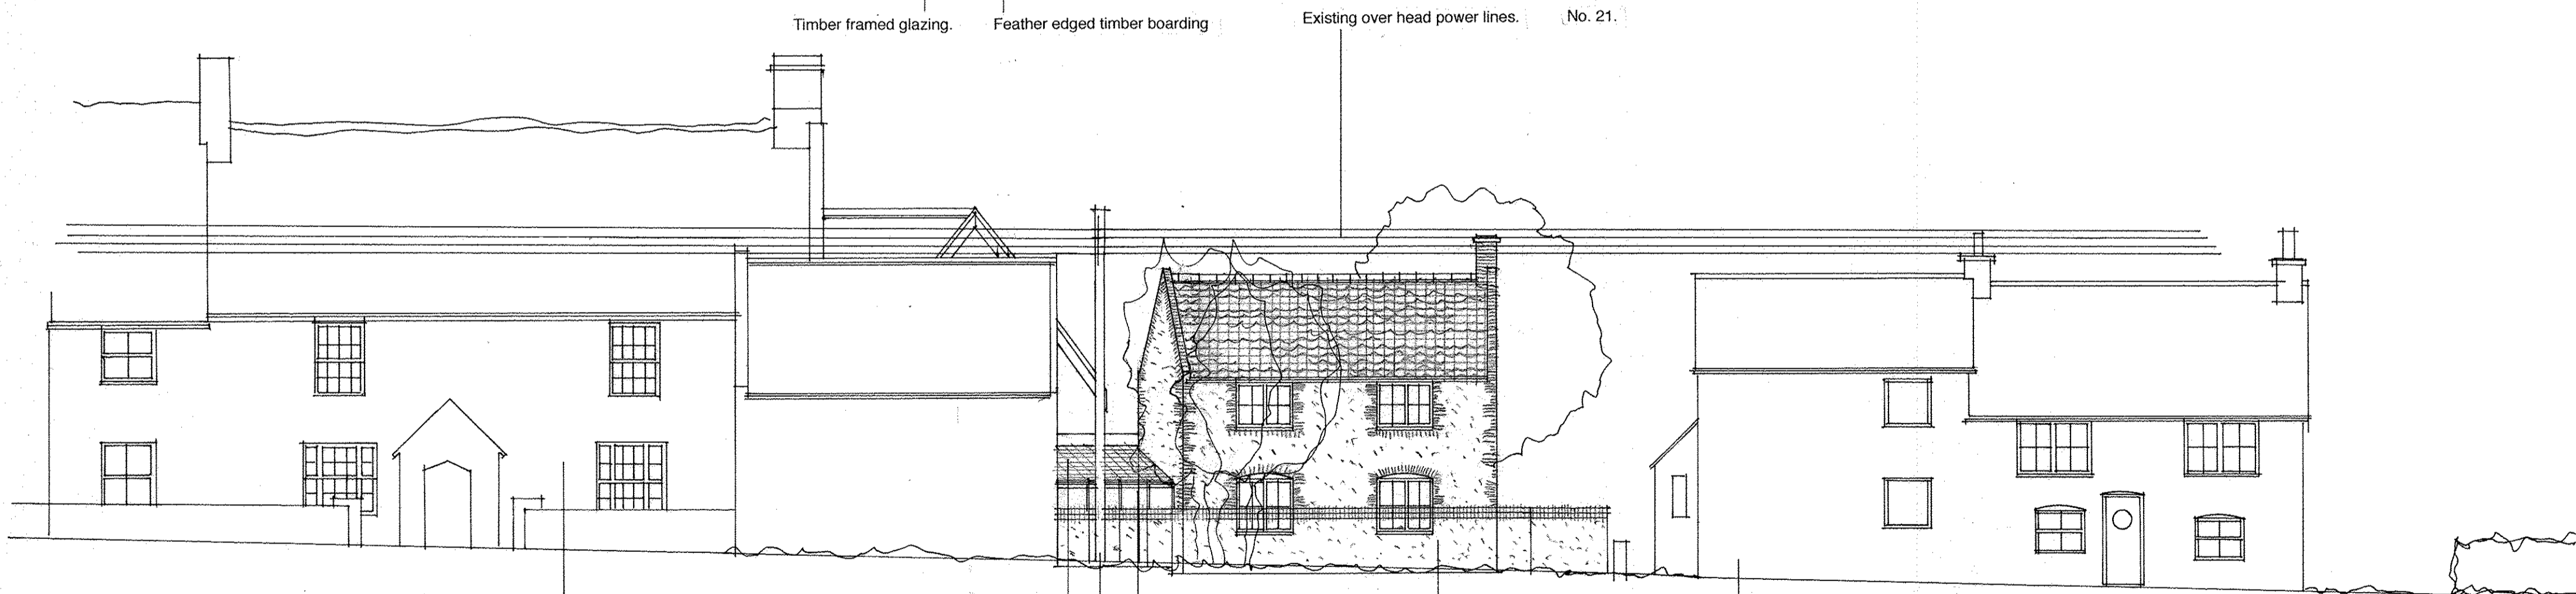 Timber framed glazing.
Feather edged timber boarding
Existing over head power lines.
No. 21.